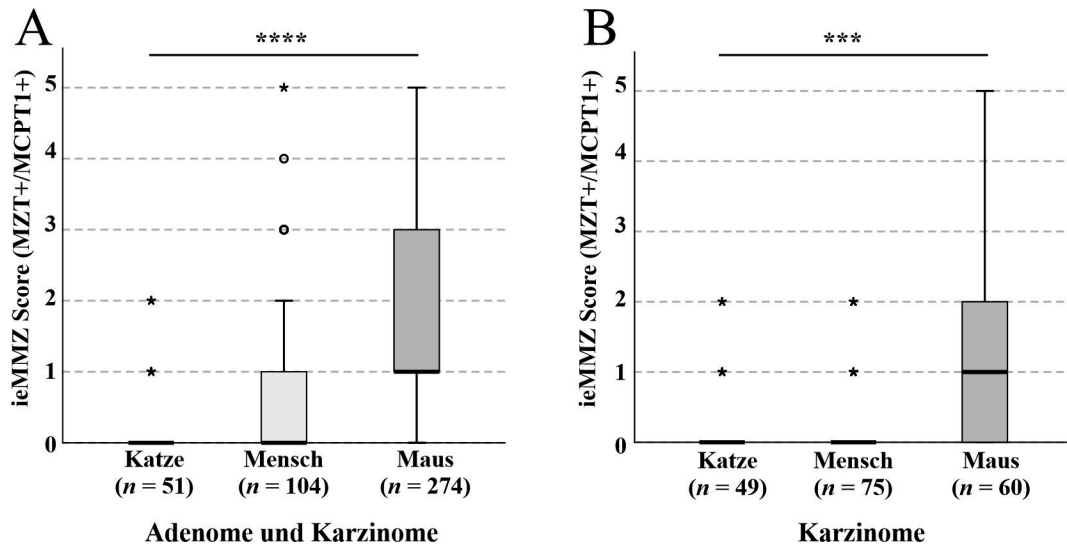 A
****
ieMMZ Score (MZT+/MCPT1+)
5
4
3
2
1
0
Katze Mensch Maus
(n = 51) (n = 104) (n = 274)
Adenome und Karzinome
B
***
ieMMZ Score (MZT+/MCPT1+)
5
4
3
2
1
0
Katze Mensch Maus
(n = 49) (n = 75) (n = 60)
Karzinome